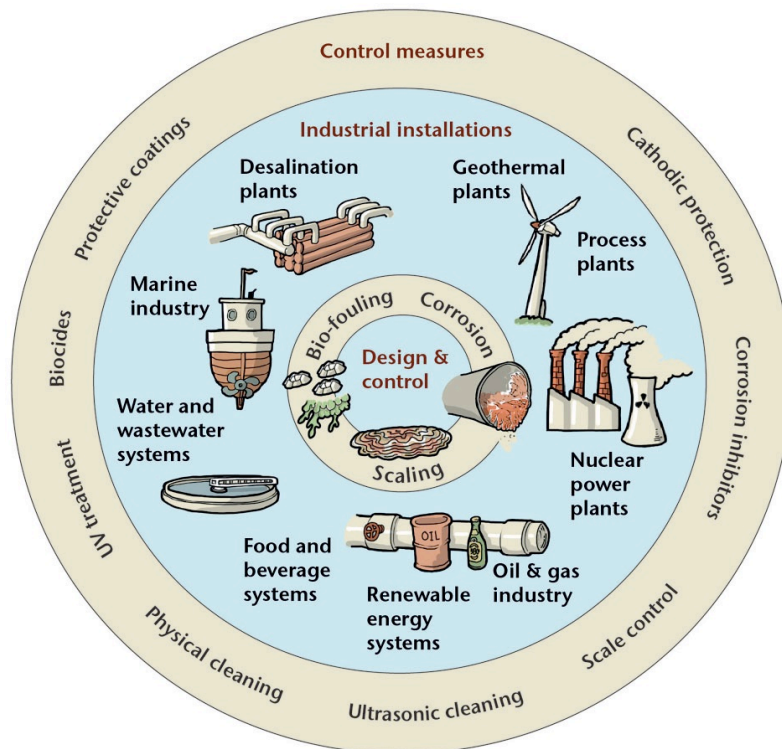 Control measures
Industrial installations
Desalination
plants
Geothermal
plants
Process
plants
Nuclear
power
plants
Oil & gas
industry
Renewable
energy
systems
Food and
beverage
systems
Water and
wastewater
systems
Marine
industry
OIL
Bio-fouling
Corrosion
Scaling
Design &
control
Protective coatings
Cathodic protection
Corrosion inhibitors
Scale control
Ultrasonic cleaning
Physical cleaning
UV treatment
Biocides